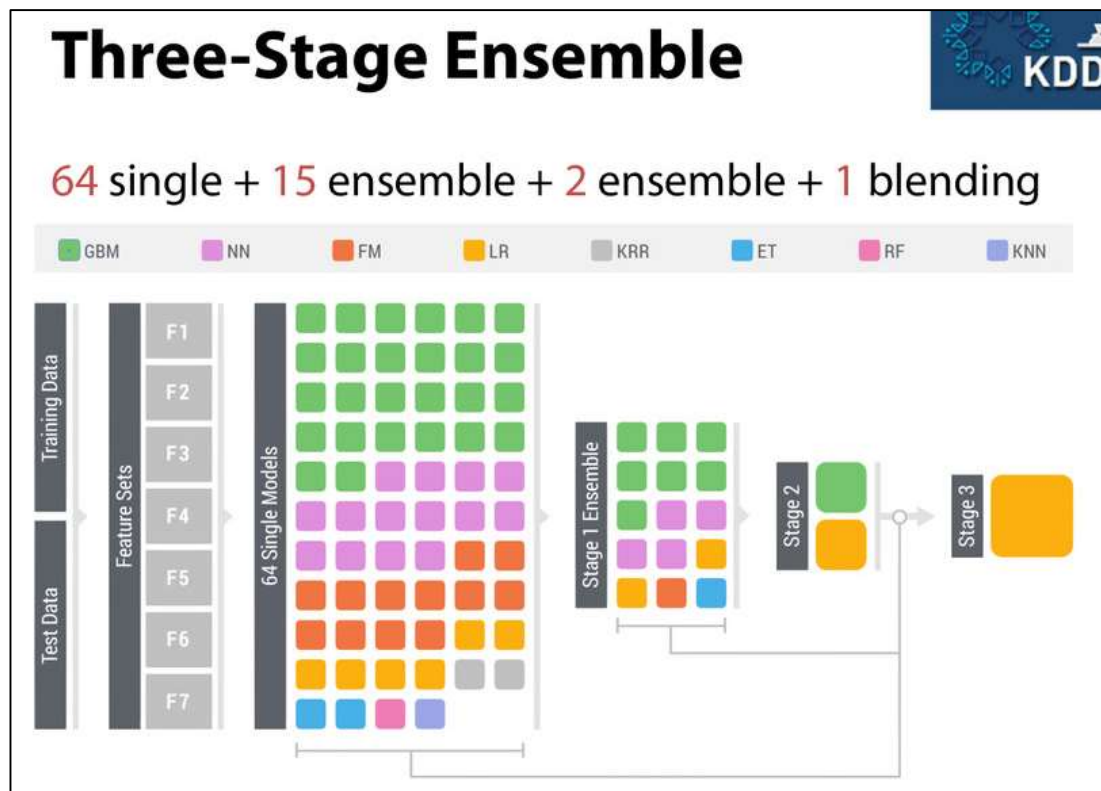 Three-Stage Ensemble
KDD
64 single + 15 ensemble + 2 ensemble + 1 blending
GBM NN FM LR KRR ET RF KNN
Training Data
Test Data
Feature Sets
F1
F2
F3
F4
F5
F6
F7
64 Single Models
Stage 1 Ensemble
Stage 2
Stage 3